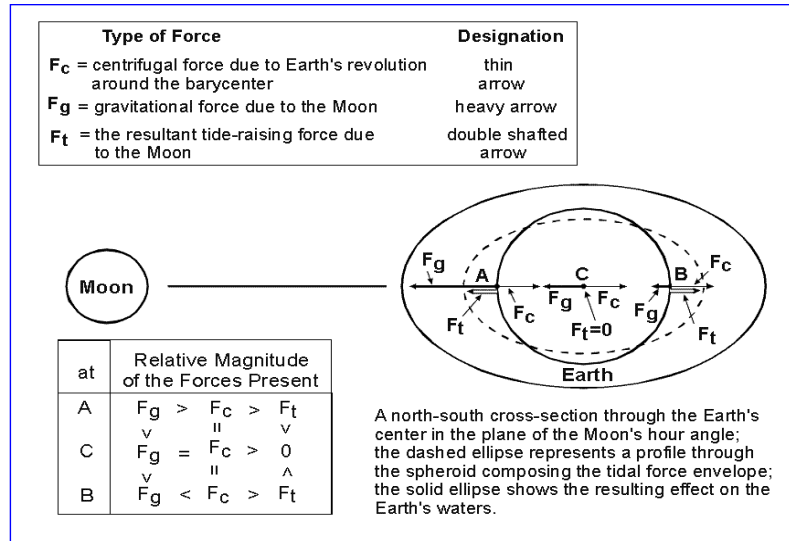 Type of Force Designation
Fc = centrifugal force due to Earth's revolution thin
around the barycenter arrow
Fg = gravitational force due to the Moon heavy arrow
Ft = the resultant tide-raising force due double shafted
to the Moon arrow
Moon
Fg A C B Fc
Fg Fc Fg
Ft Fc Ft=0 Ft
Earth
at Relative Magnitude
of the Forces Present
A Fg > Fc > Ft
v = v
C Fg = Fc > 0
v = ^
B Fg < Fc > Ft
A north-south cross-section through the Earth's
center in the plane of the Moon's hour angle;
the dashed ellipse represents a profile through
the spheroid composing the tidal force envelope;
the solid ellipse shows the resulting effect on the
Earth's waters.